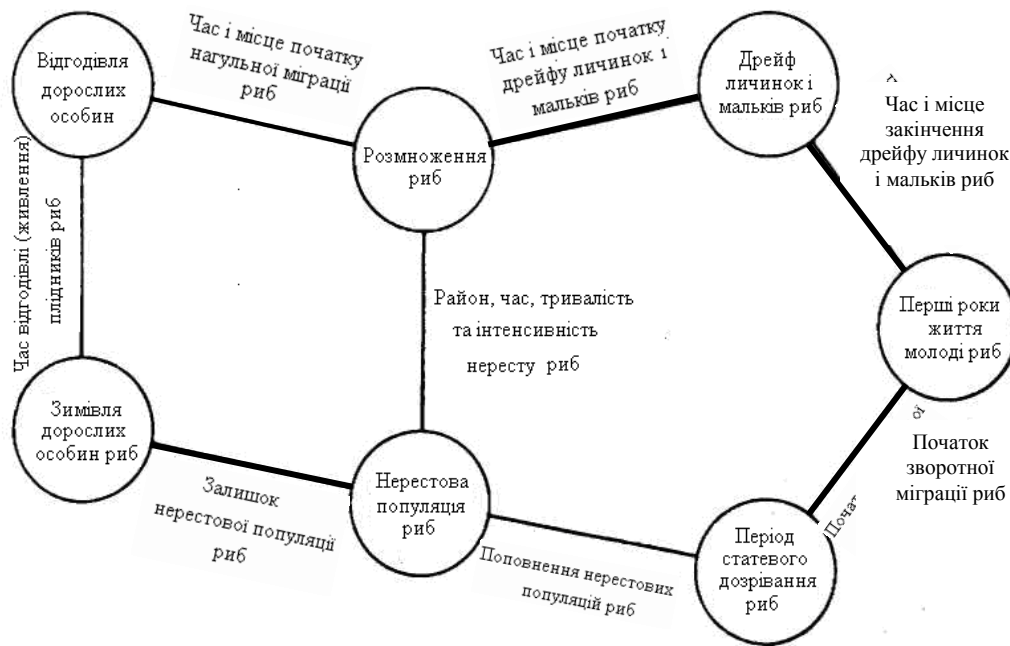 Відгодівля
дорослих
особин
Час і місце початку
нагульної міграції
риб
Час і місце початку
дрейфу личинок і
мальків риб
Дрейф
личинок і
мальків риб
Час і місце
закінчення
дрейфу личинок
і мальків риб
Розмноження
риб
Час відгодівлі (живлення)
плідників риб
Район, час, тривалість
та інтенсивність
нересту риб
Перші роки
життя
молоді риб
Зимівля
дорослих
особин риб
Залишок
нерестової популяції
риб
Нерестова
популяція
риб
Поповнення нерестових
популяцій риб
Період
статевого
дозрівання
риб
Початок
зворотної
міграції риб
Почат
ої